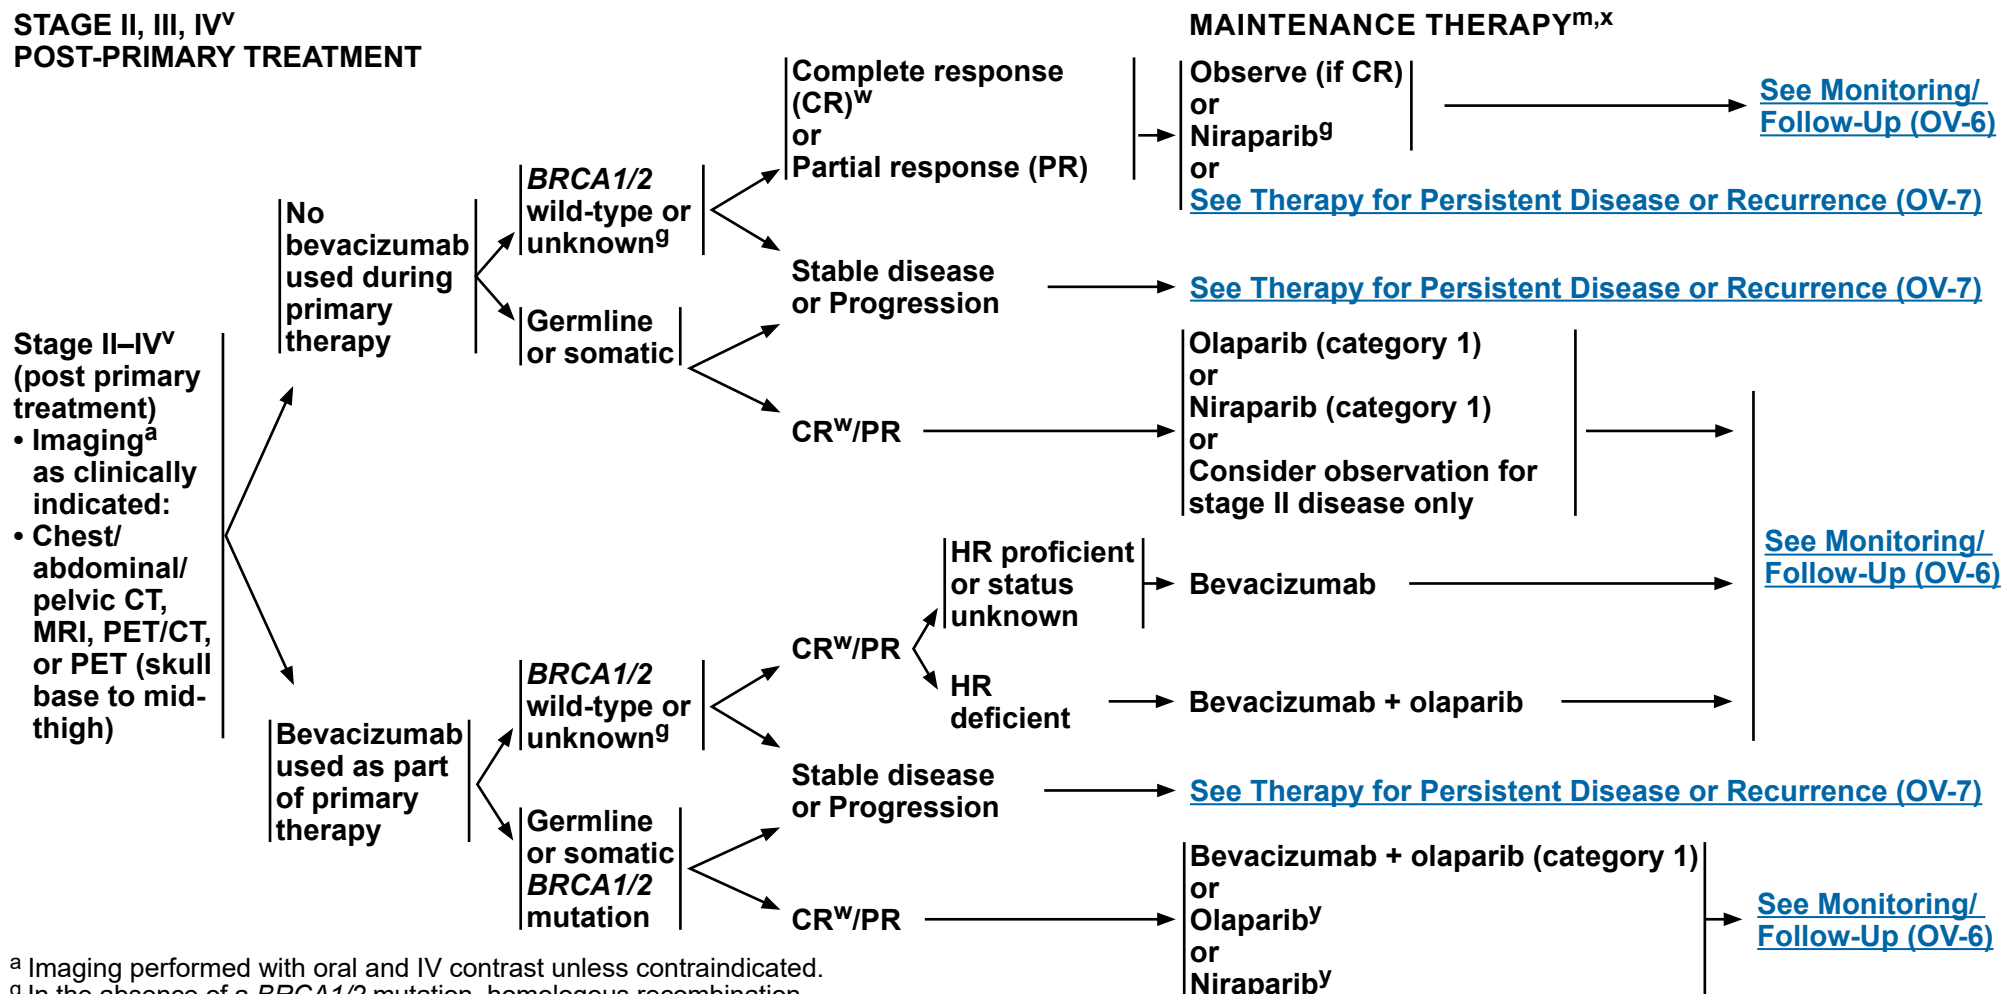 STAGE II, III, IVv
POST-PRIMARY TREATMENT
MAINTENANCE THERAPYm,x
Stage II–IVv
(post primary
treatment)
• Imaginga
as clinically
indicated:
• Chest/
abdominal/
pelvic CT,
MRI, PET/CT,
or PET (skull
base to mid-
thigh)
No
bevacizumab
used during
primary
therapy
BRCA1/2
wild-type or
unknowng
Complete response
(CR)w
or
Partial response (PR)
Observe (if CR)
or
Niraparibg
or
See Therapy for Persistent Disease or Recurrence (OV-7)
See Monitoring/
Follow-Up (OV-6)
Germline
or somatic
Stable disease
or Progression
See Therapy for Persistent Disease or Recurrence (OV-7)
CRw/PR
Olaparib (category 1)
or
Niraparib (category 1)
or
Consider observation for
stage II disease only
Bevacizumab
used as part
of primary
therapy
BRCA1/2
wild-type or
unknowng
CRw/PR
HR proficient
or status
unknown
Bevacizumab
HR
deficient
Bevacizumab + olaparib
See Monitoring/
Follow-Up (OV-6)
Stable disease
or Progression
See Therapy for Persistent Disease or Recurrence (OV-7)
Germline
or somatic
BRCA1/2
mutation
CRw/PR
Bevacizumab + olaparib (category 1)
or
Olapariby
or
Nirapariby
See Monitoring/
Follow-Up (OV-6)
a Imaging performed with oral and IV contrast unless contraindicated.
g In the absence of a BRCA1/2 mutation, homologous recombination